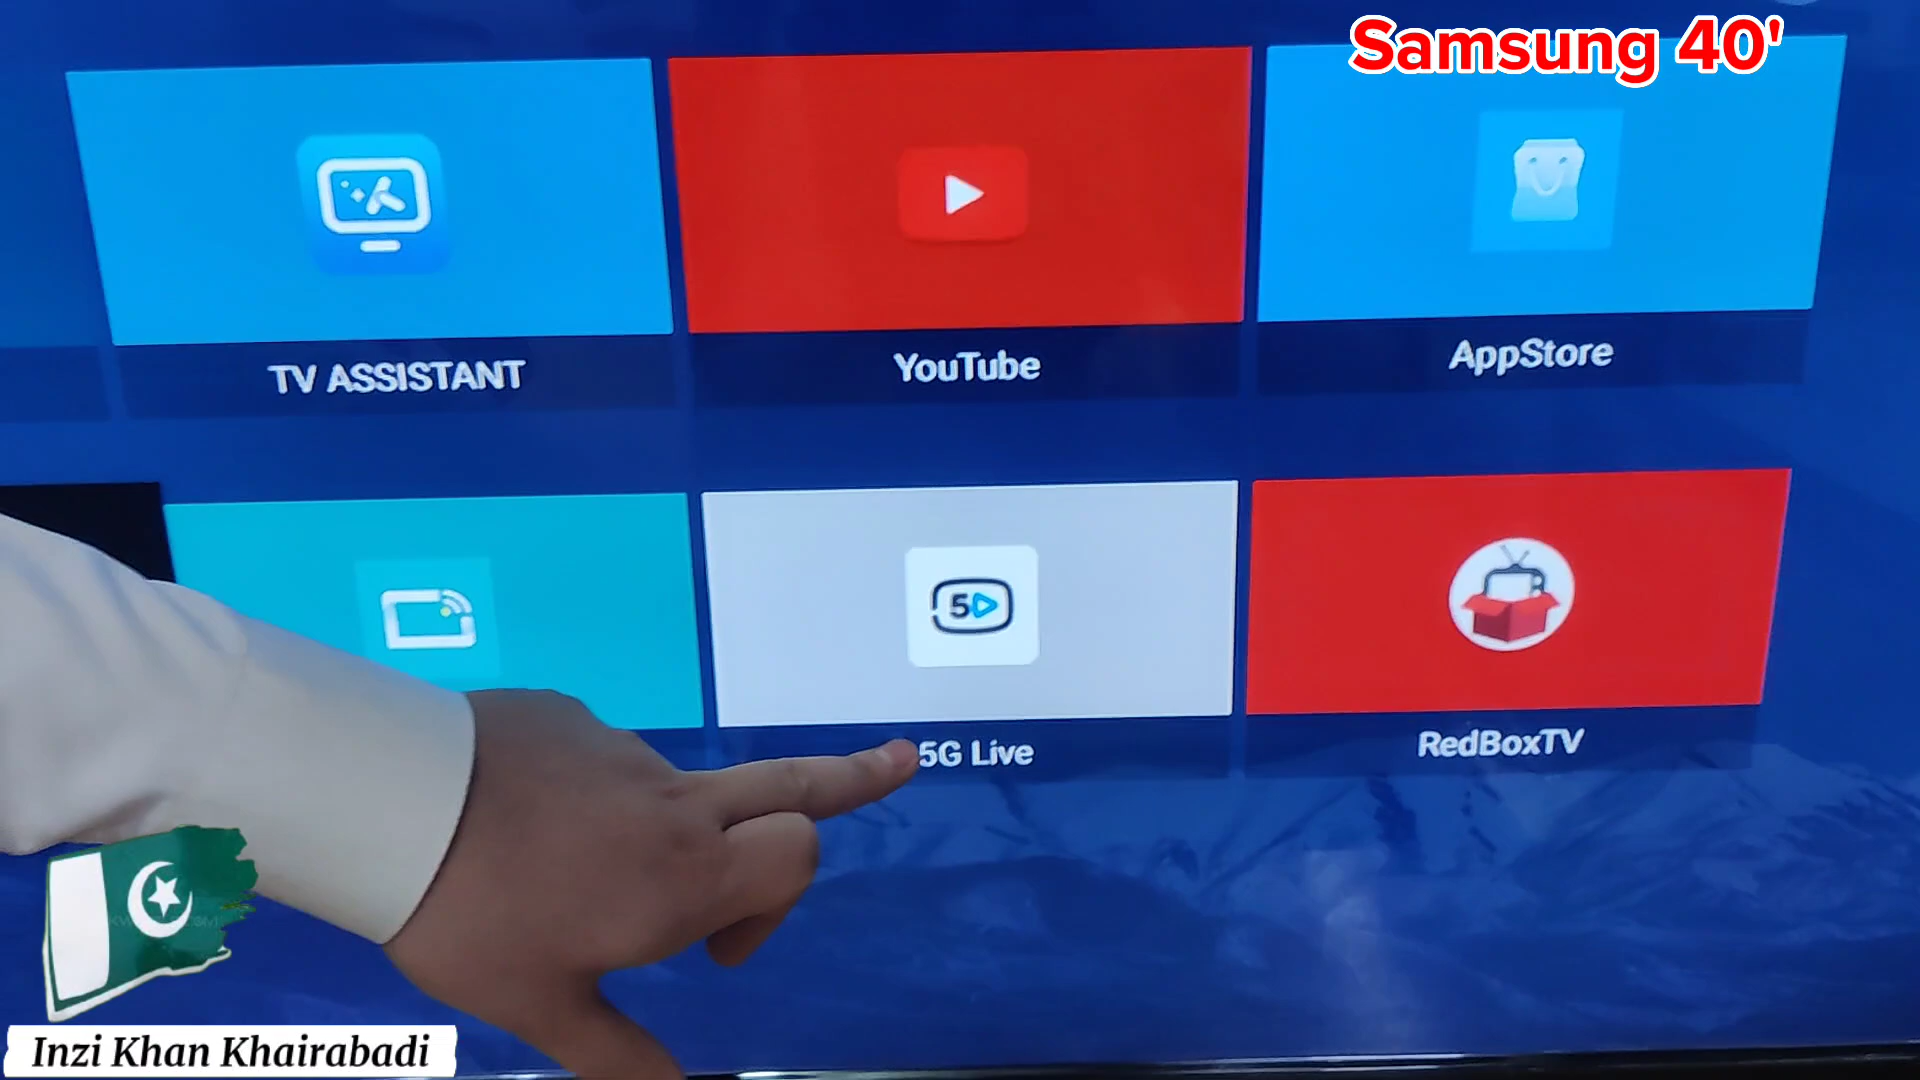 Samsung 40'
TV ASSISTANT
YouTube
AppStore
5
5G Live
RedBoxTV
Inzi Khan Khairabadi